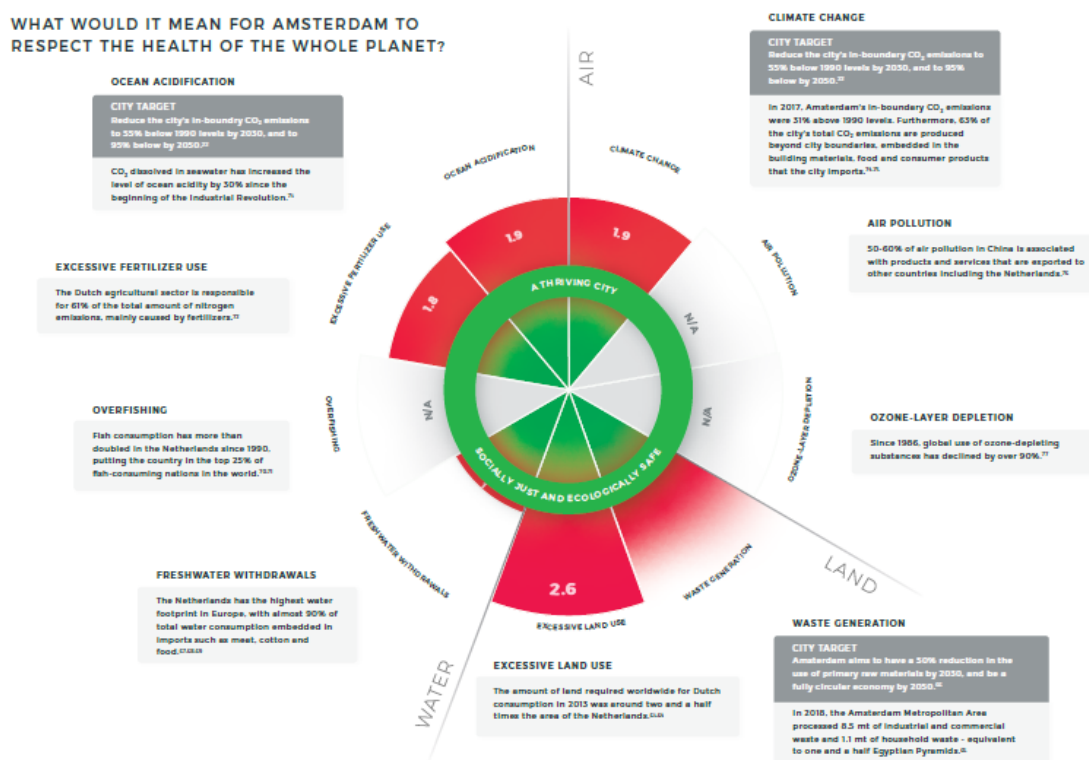 WHAT WOULD IT MEAN FOR AMSTERDAM TO
RESPECT THE HEALTH OF THE WHOLE PLANET?
OCEAN ACIDIFICATION
CITY TARGET
Reduce the city's in-boundry CO₂ emissions
to 55% below 1990 levels by 2030, and to
95% below by 2050.
CO₂ dissolved in seawater has increased the
level of ocean acidity by 30% since the
beginning of the Industrial Revolution.
EXCESSIVE FERTILIZER USE
The Dutch agricultural sector is responsible
for 61% of the total amount of nitrogen
emissions, mainly caused by fertilizers.
OVERFISHING
Fish consumption has more than
doubled in the Netherlands since 1990,
putting the country in the top 25% of
fish-consuming nations in the world.
FRESHWATER WITHDRAWALS
The Netherlands has the highest water
footprint in Europe, with almost 90% of
total water consumption embedded in
imports such as meat, cotton and
food.
AIR
OCEAN ACIDIFICATION
CLIMATE CHANGE
EXCESSIVE FERTILIZER USE
AIR POLLUTION
OVERFISHING
OZONE-LAYER DEPLETION
FRESHWATER WITHDRAWALS
WASTE GENERATION
EXCESSIVE LAND USE
1.9
1.9
1.8
N/A
N/A
N/A
2.6
A THRIVING CITY
SOCIALLY JUST AND ECOLOGICALLY SAFE
WATER
LAND
EXCESSIVE LAND USE
The amount of land required worldwide for Dutch
consumption in 2013 was around two and a half
times the area of the Netherlands.
CLIMATE CHANGE
CITY TARGET
Reduce the city's in-boundary CO₂ emissions to
55% below 1990 levels by 2030, and to 95%
below by 2050.
In 2017, Amsterdam's in-boundary CO₂ emissions
were 31% above 1990 levels. Furthermore, 63% of
the city's total CO₂ emissions are produced
beyond city boundaries, embedded in the
building materials, food and consumer products
that the city imports.
AIR POLLUTION
50-60% of air pollution in China is associated
with products and services that are exported to
other countries including the Netherlands.
OZONE-LAYER DEPLETION
Since 1986, global use of ozone-depleting
substances has declined by over 90%.
WASTE GENERATION
CITY TARGET
Amsterdam aims to have a 50% reduction in the
use of primary raw materials by 2030, and be a
fully circular economy by 2050.
In 2018, the Amsterdam Metropolitan Area
processed 8.5 mt of industrial and commercial
waste and 1.1 mt of household waste - equivalent
to one and a half Egyptian Pyramids.